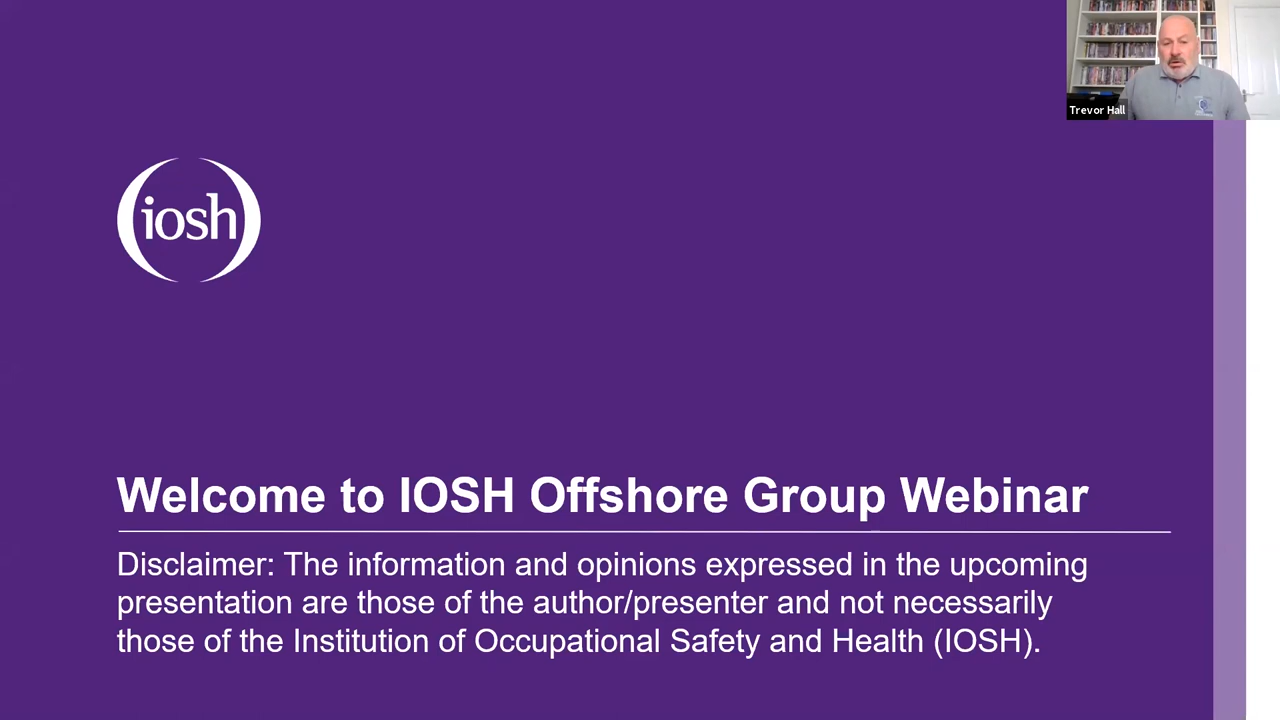 Trevor Hall
iosh
Welcome to IOSH Offshore Group Webinar
Disclaimer: The information and opinions expressed in the upcoming
presentation are those of the author/presenter and not necessarily
those of the Institution of Occupational Safety and Health (IOSH).